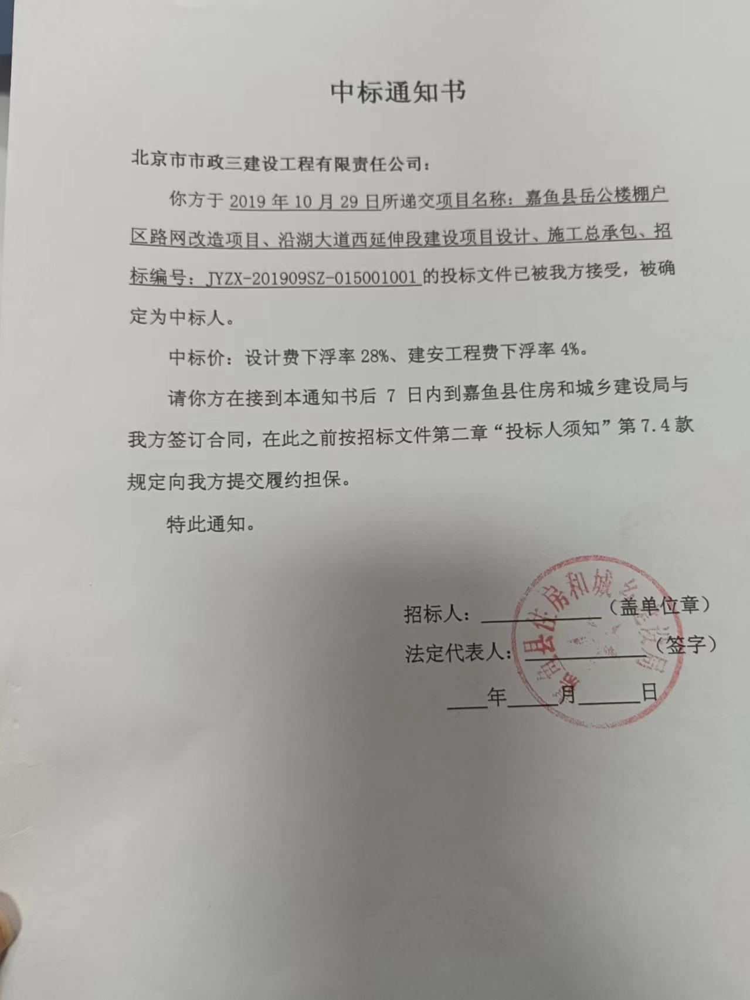 中标通知书
北京市市政三建设工程有限责任公司：
你方于 2019 年 10 月 29 日所递交项目名称：嘉鱼县岳公楼棚户
区路网改造项目、沿湖大道西延伸段建设项目设计、施工总承包、招
标编号：JYZX-201909SZ-015001001 的投标文件已被我方接受，被确
定为中标人。
中标价：设计费下浮率 28%、建安工程费下浮率 4%。
请你方在接到本通知书后 7 日内到嘉鱼县住房和城乡建设局与
我方签订合同，在此之前按招标文件第二章“投标人须知”第 7.4 款
规定向我方提交履约担保。
特此通知。
招标人：（盖单位章）
法定代表人：（签字）
年 月 日
嘉鱼县住房和城乡建设局